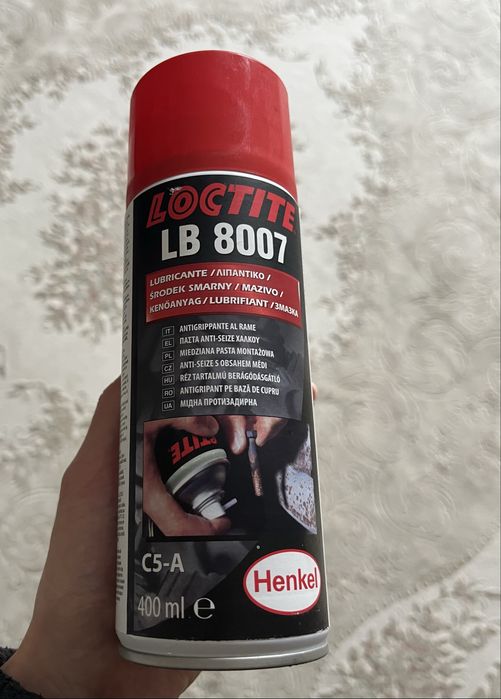 LOCTITE
LB 8007
LUBRICANTE / ΛΙΠΑΝΤΙΚΟ /
ŚRODEK SMARNY / MAZIVO /
KENŐANYAG / LUBRIFIANT / ЗМАЗКА
IT ANTIGRIPPANTE AL RAME
EL ΠΑΣΤΑ ANTI-SEIZE ΧΑΛΚΟΥ
PL MIEDZIANA PASTA MONTAŻOWA
CZ ANTI-SEIZE S OBSAHEM MĚDI
HU RÉZ TARTALMÚ BERÁGÓDÁSGÁTLÓ
RO ANTIGRIPANT PE BAZĂ DE CUPRU
UA МІДНА ПРОТИЗАДИРНА
LOCTITE
C5-A
400 ml e
Henkel